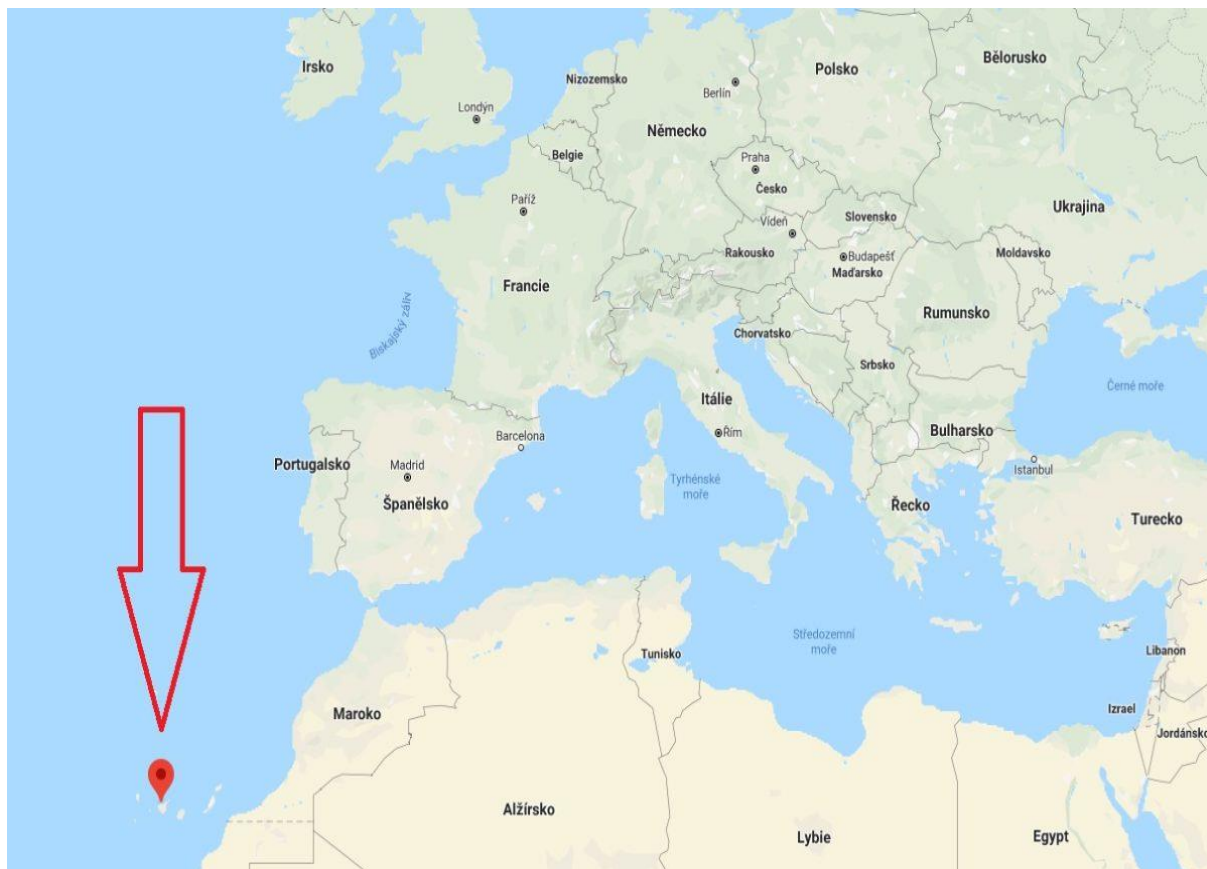 Irsko
Londýn
Nizozemsko
Belgie
Berlín
Německo
Polsko
Bělorusko
Praha
Česko
Ukrajina
Paříž
Francie
Vídeň
Rakousko
Slovensko
Budapešť
Maďarsko
Moldavsko
Rumunsko
Chorvatsko
Srbsko
Biskajský záliv
Itálie
Řím
Bulharsko
Černé moře
Barcelona
Portugalsko
Madrid
Španělsko
Tyrhénské
moře
Istanbul
Řecko
Turecko
Středozemní
moře
Tunisko
Libanon
Maroko
Izrael
Jordánsko
Alžírsko
Lybie
Egypt